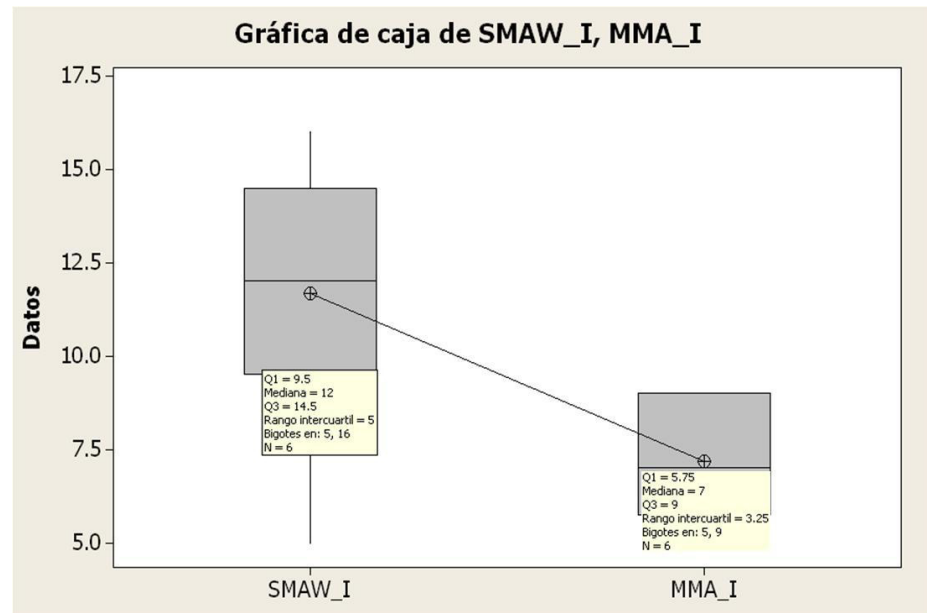 Gráfica de caja de SMAW_I, MMA_I
Datos
17.5
15.0
12.5
10.0
7.5
5.0
Q1 = 9.5
Mediana = 12
Q3 = 14.5
Rango intercuartil = 5
Bigotes en: 5, 16
N = 6
Q1 = 5.75
Mediana = 7
Q3 = 9
Rango intercuartil = 3.25
Bigotes en: 5, 9
N = 6
SMAW_I
MMA_I